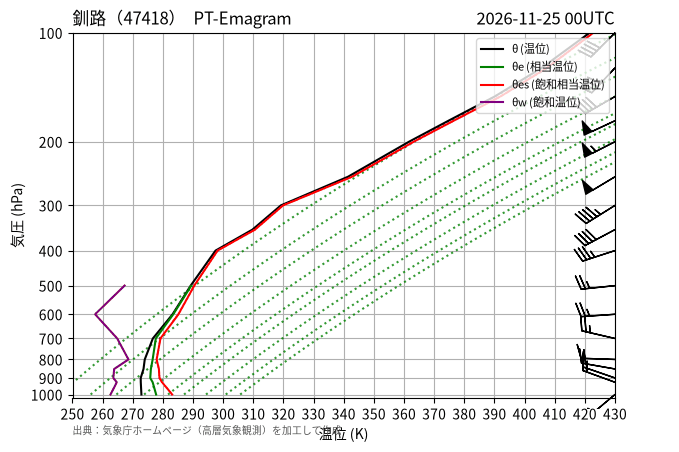 釧路（47418） PT-Emagram
2026-11-25 00UTC
θ (温位)
θe (相当温位)
θes (飽和相当温位)
θw (飽和温位)
気圧 (hPa)
100
200
300
400
500
600
700
800
900
1000
250 260 270 280 290 300 310 320 330 340 350 360 370 380 390 400 410 420 430
温位 (K)
出典：気象庁ホームページ（高層気象観測）を加工して